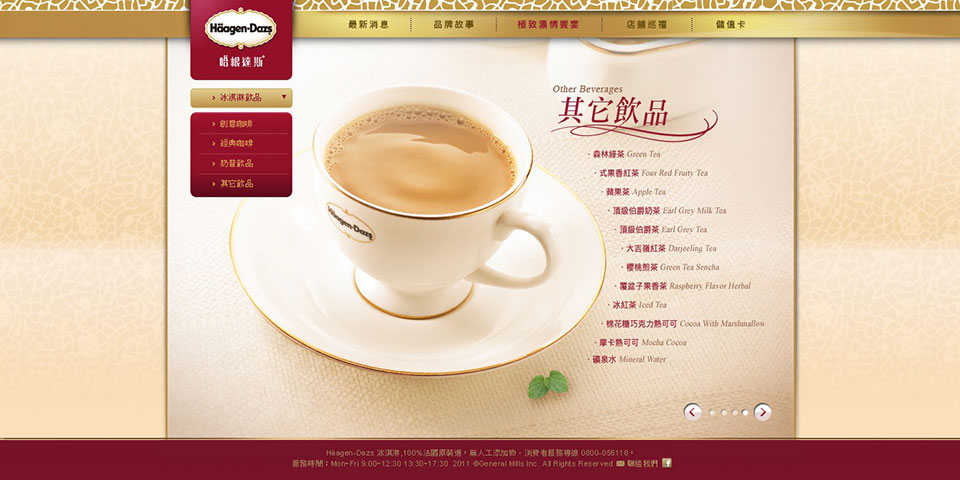 Häagen-Dazs
哈根達斯
最新消息
品牌故事
極致濃情饗宴
店鋪巡禮
儲值卡
冰淇淋飲品
創意咖啡
經典咖啡
奶昔飲品
其它飲品
Häagen-Dazs
Other Beverages
其它飲品
森林綠茶 Green Tea
式果香紅茶 Four Red Fruity Tea
蘋果茶 Apple Tea
頂級伯爵奶茶 Earl Grey Milk Tea
頂級伯爵茶 Earl Grey Tea
大吉嶺紅茶 Darjeeling Tea
櫻桃煎茶 Green Tea Sencha
覆盆子果香茶 Raspberry Flavor Herbal
冰紅茶 Iced Tea
棉花糖巧克力熱可可 Cocoa With Marshmallow
摩卡熱可可 Mocha Cocoa
礦泉水 Mineral Water
Häagen-Dazs 冰淇淋,100%法國原裝進，無人工添加物。消費者服務專線 0800-056118，
服務時間：Mon~Fri 9:00~12:30 13:30~17:30 2011 ©General Mills Inc. All Rights Reserved 聯絡我們